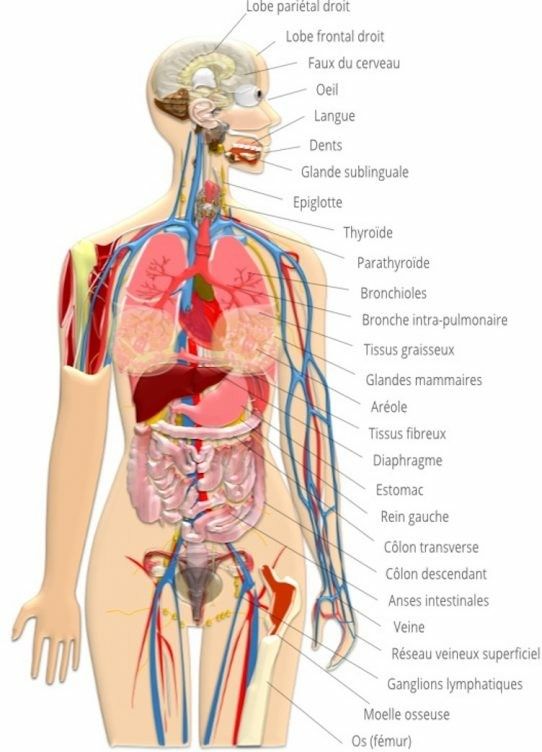 Lobe pariétal droit
Lobe frontal droit
Faux du cerveau
Oeil
Langue
Dents
Glande sublinguale
Epiglotte
Thyroïde
Parathyroïde
Bronchioles
Bronche intra-pulmonaire
Tissus graisseux
Glandes mammaires
Aréole
Tissus fibreux
Diaphragme
Estomac
Rein gauche
Côlon transverse
Côlon descendant
Anses intestinales
Veine
Réseau veineux superficiel
Ganglions lymphatiques
Moelle osseuse
Os (fémur)